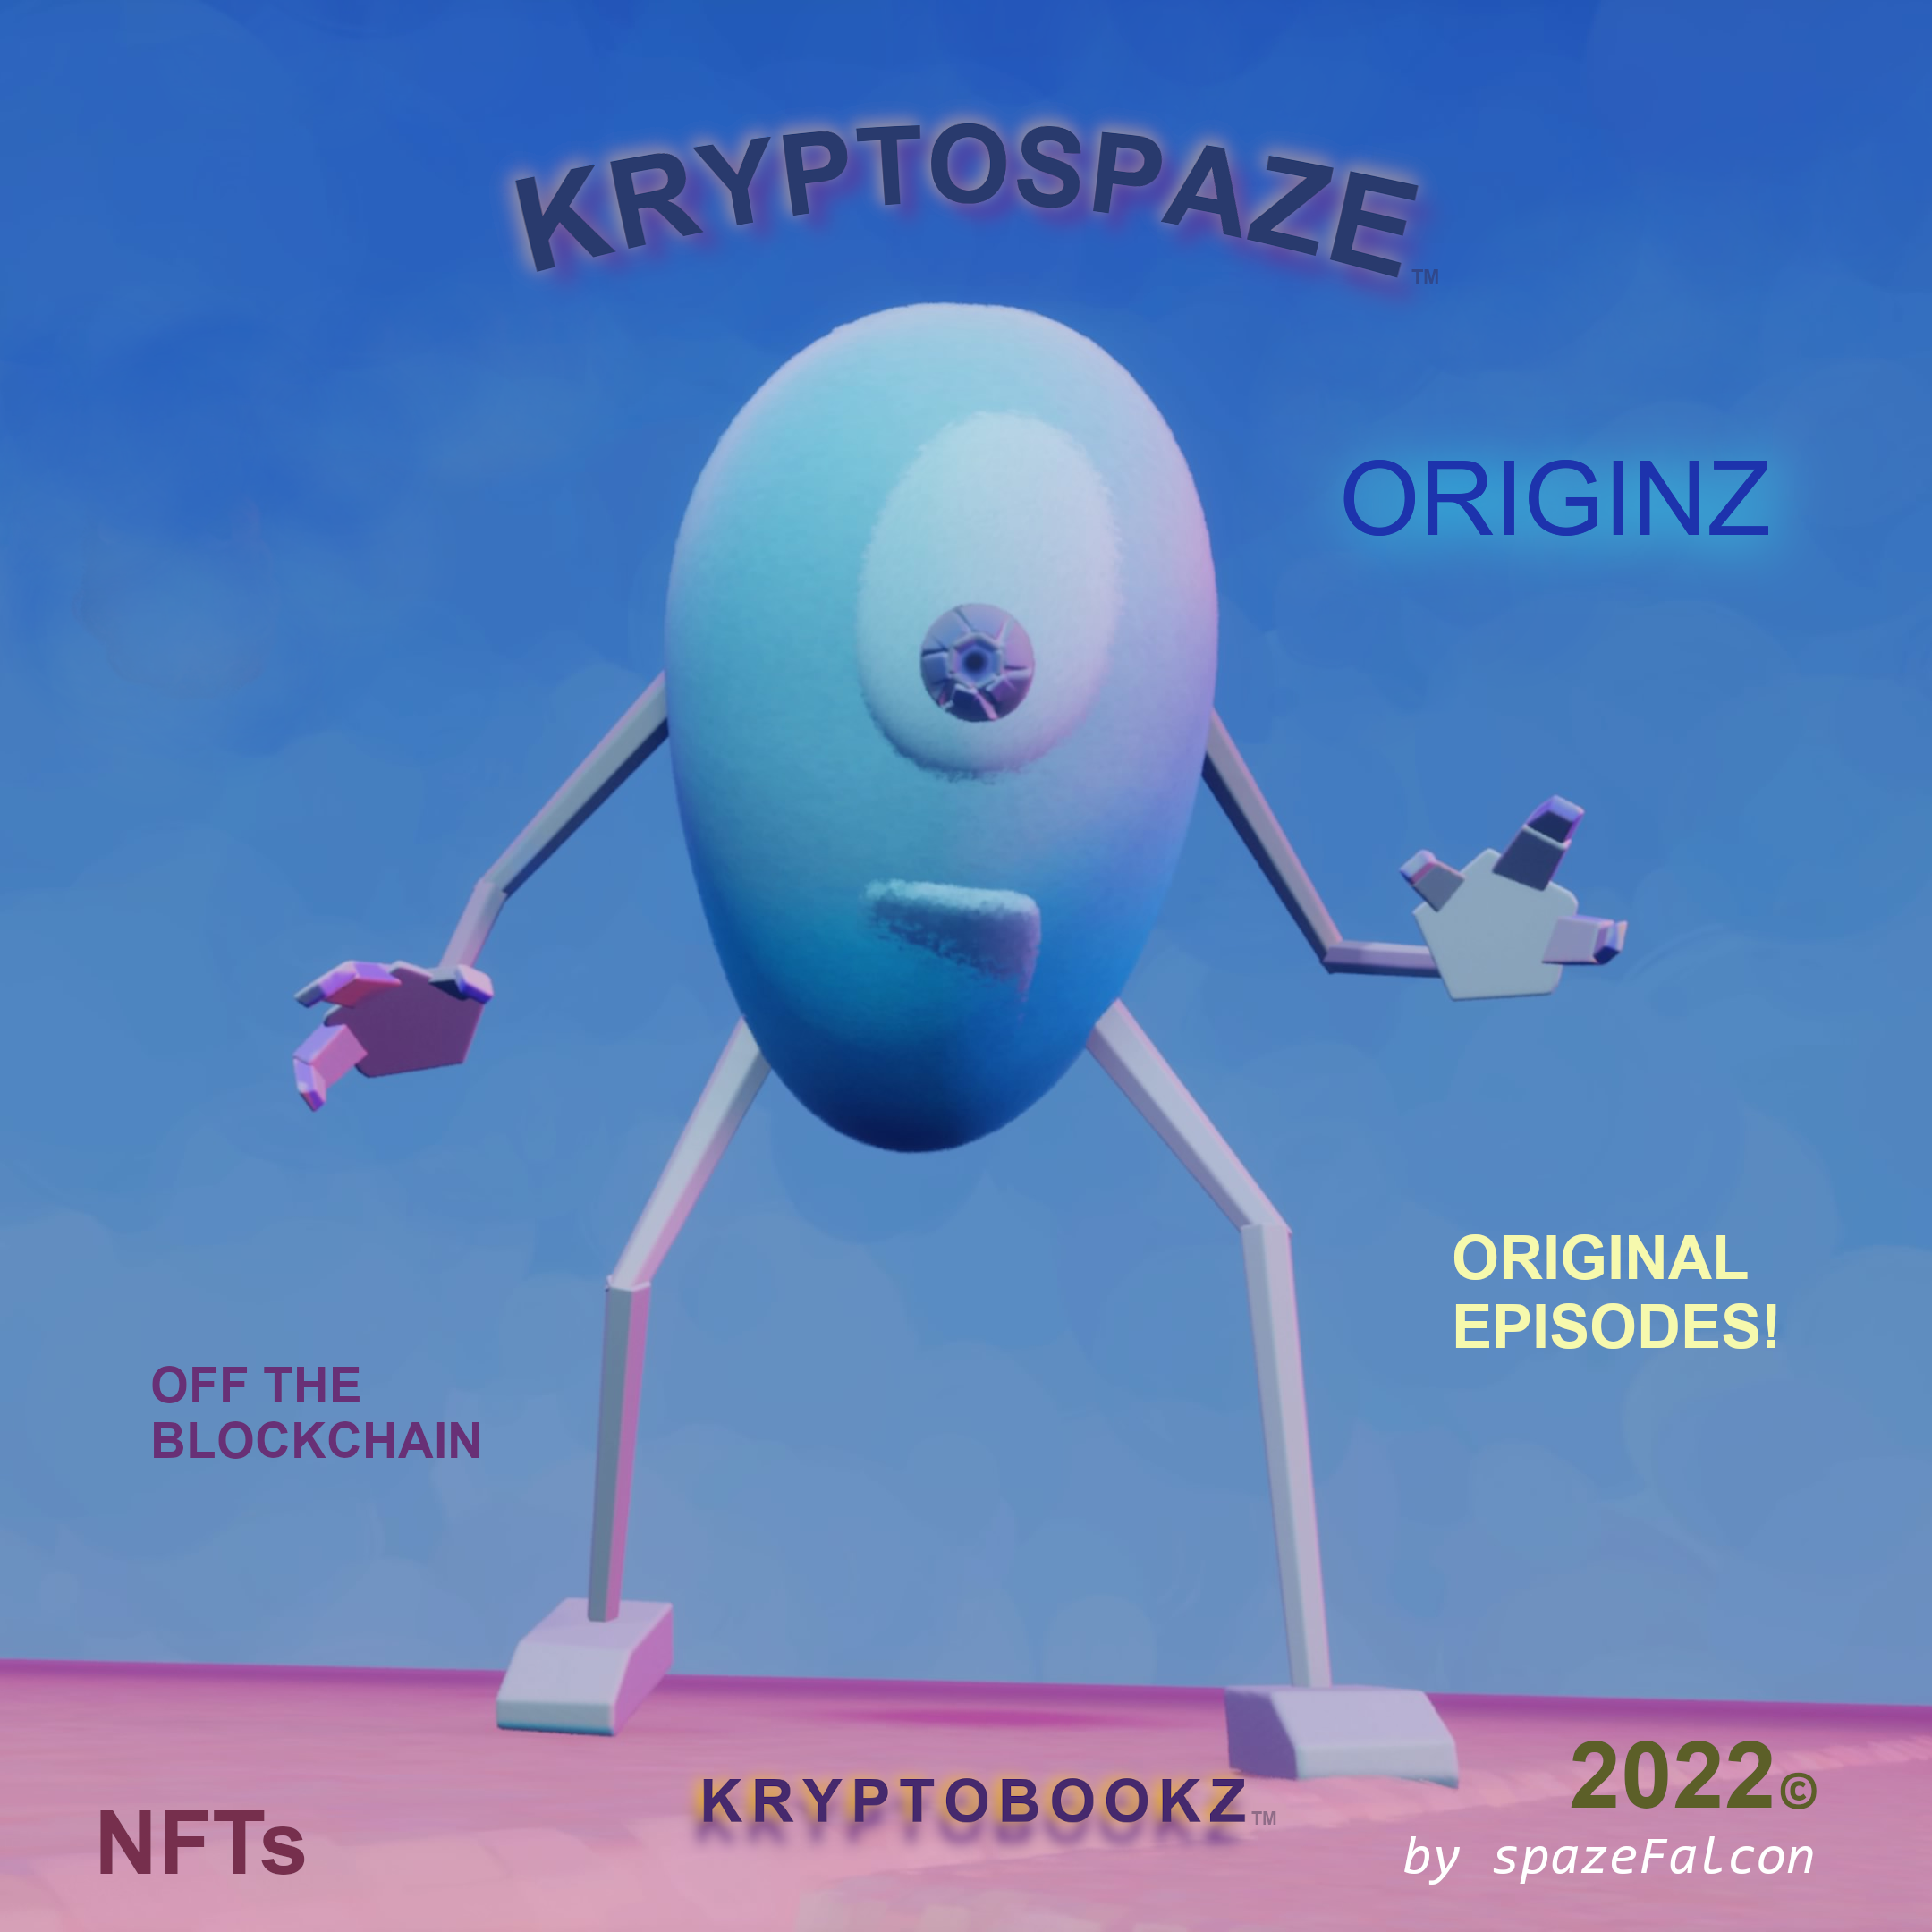 KRYPTOSPAZE™
ORIGINZ
ORIGINAL
EPISODES!
OFF THE
BLOCKCHAIN
NFTs
KRYPTOBOOKZ™
2022©
by spazeFalcon